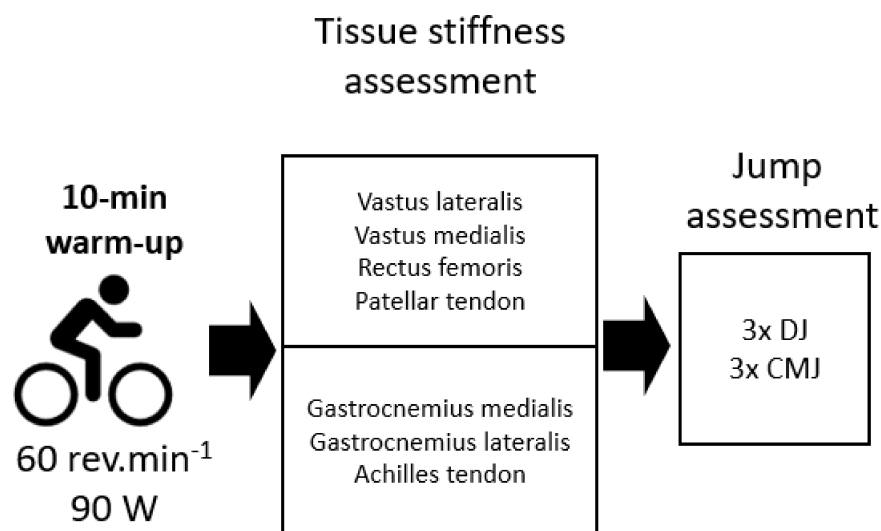 Tissue stiffness
assessment
10-min
warm-up
60 rev.min⁻¹
90 W
Vastus lateralis
Vastus medialis
Rectus femoris
Patellar tendon
Gastrocnemius medialis
Gastrocnemius lateralis
Achilles tendon
Jump
assessment
3x DJ
3x CMJ